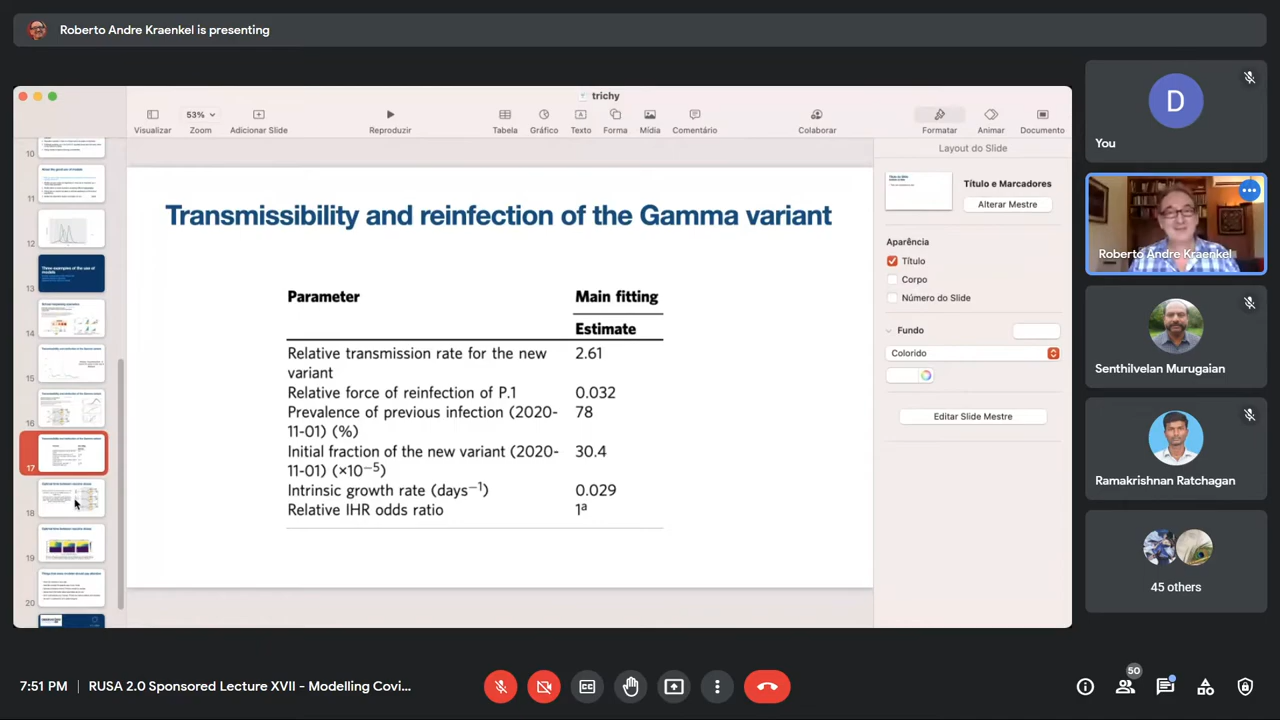 Roberto Andre Kraenkel is presenting
trichy
53%
Visualizar
Zoom
Adicionar Slide
Reproduzir
Tabela
Gráfico
Texto
Forma
Mídia
Comentário
Colaborar
Formatar
Animar
Documento
10
11
12
Three examples of the use of models
13
14
15
16
17
18
19
20
Transmissibility and reinfection of the Gamma variant
Parameter Main fitting
Estimate
Relative transmission rate for the new 2.61
variant
Relative force of reinfection of P.1 0.032
Prevalence of previous infection (2020- 78
11-01) (%)
Initial fraction of the new variant (2020- 30.4
11-01) (×10⁻⁵)
Intrinsic growth rate (days⁻¹) 0.029
Relative IHR odds ratio 1ᵃ
Layout do Slide
Título e Marcadores
Alterar Mestre
Aparência
Título
Corpo
Número do Slide
Fundo
Colorido
Editar Slide Mestre
D
You
Roberto Andre Kraenkel
Senthilvelan Murugaian
Ramakrishnan Ratchagan
45 others
7:51 PM | RUSA 2.0 Sponsored Lecture XVII - Modelling Covi...
50